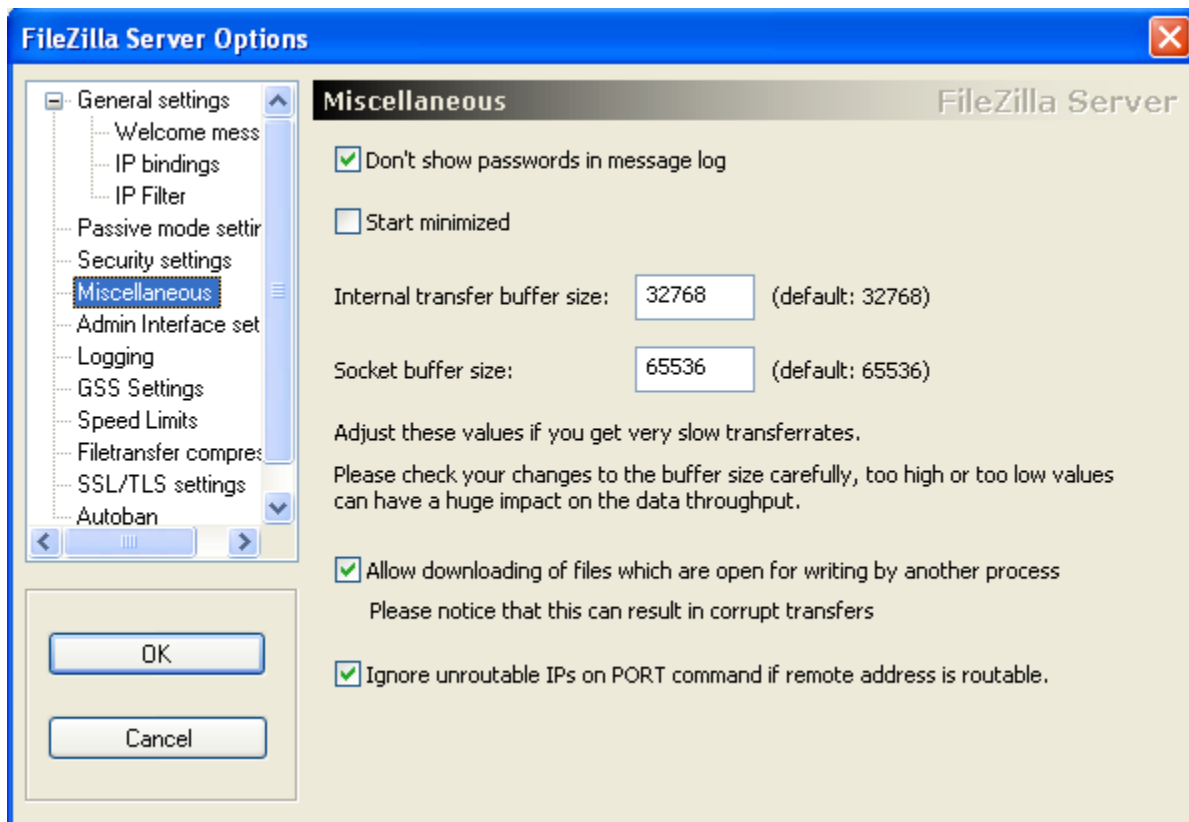 FileZilla Server Options
General settings
Welcome mess
IP bindings
IP Filter
Passive mode settin
Security settings
Miscellaneous
Admin Interface set
Logging
GSS Settings
Speed Limits
Filetransfer compres
SSL/TLS settings
Autoban
OK
Cancel
Miscellaneous
FileZilla Server
Don't show passwords in message log
Start minimized
Internal transfer buffer size: 32768 (default: 32768)
Socket buffer size: 65536 (default: 65536)
Adjust these values if you get very slow transferrates.
Please check your changes to the buffer size carefully, too high or too low values
can have a huge impact on the data throughput.
Allow downloading of files which are open for writing by another process
Please notice that this can result in corrupt transfers
Ignore unroutable IPs on PORT command if remote address is routable.